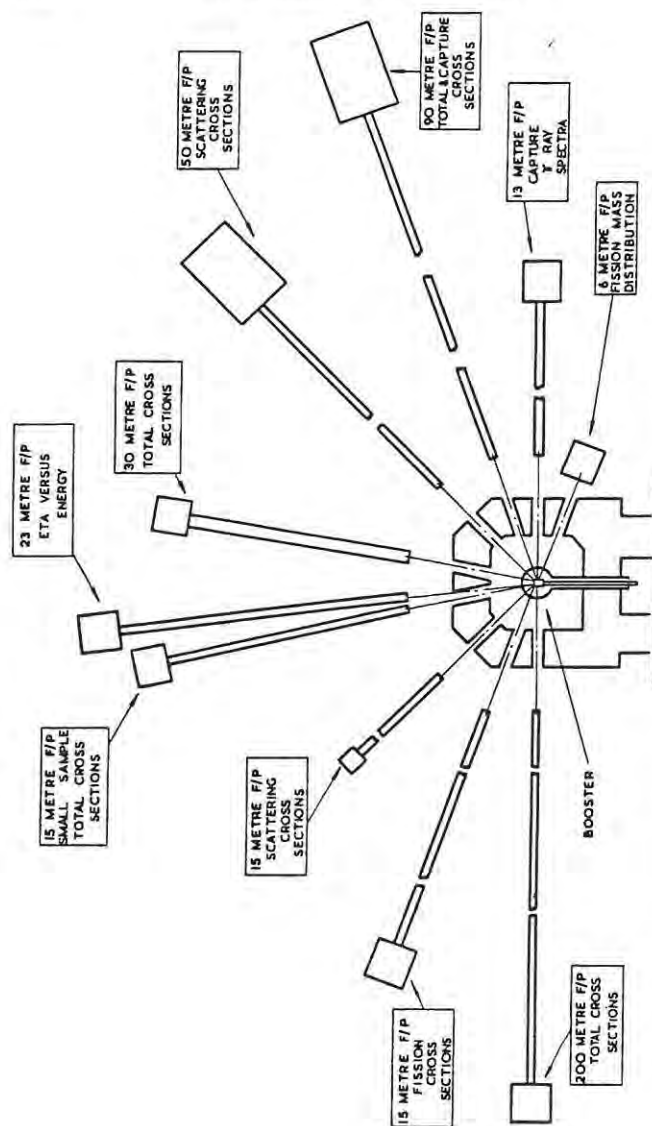 50 METRE F/P
SCATTERING
CROSS
SECTIONS
90 METRE F/P
TOTAL & CAPTURE
CROSS
SECTIONS
13 METRE F/P
CAPTURE
γ RAY
SPECTRA
6 METRE F/P
FISSION MASS
DISTRIBUTION
30 METRE F/P
TOTAL CROSS
SECTIONS
23 METRE F/P
ETA VERSUS
ENERGY
15 METRE F/P
SMALL SAMPLE
TOTAL CROSS
SECTIONS
15 METRE F/P
SCATTERING
CROSS
SECTIONS
15 METRE F/P
FISSION
CROSS
SECTIONS
200 METRE F/P
TOTAL CROSS
SECTIONS
BOOSTER